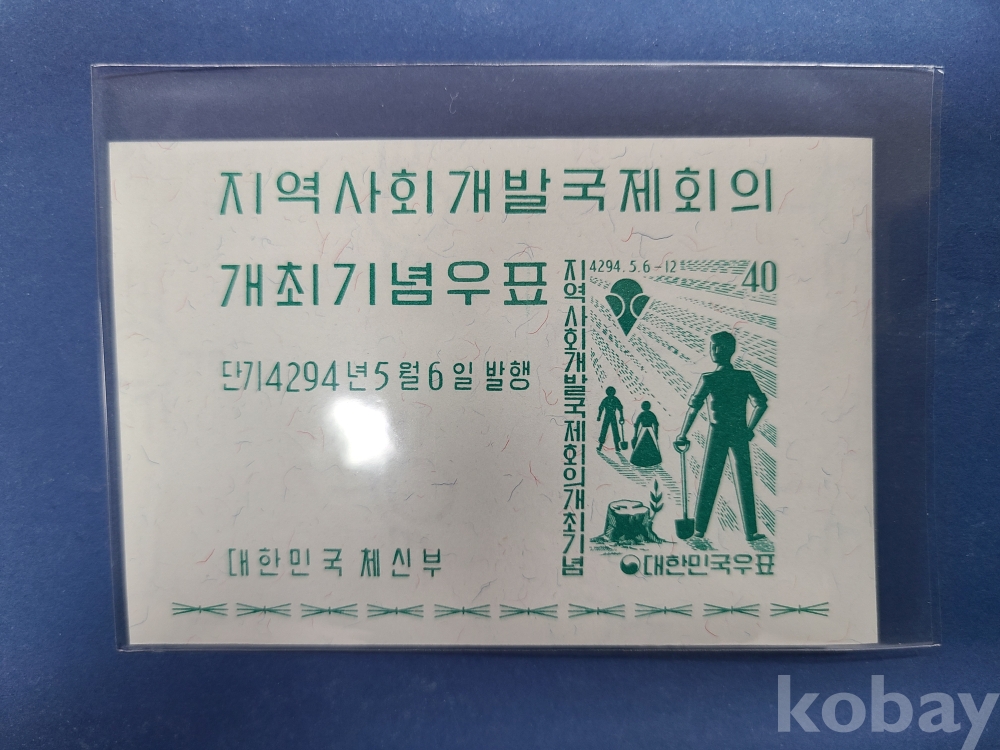 지역사회개발국제회의
개최기념우표
단기4294년5월6일 발행
대한민국 체신부
4294.5.6-12
40
지역사회개발국제회의개최기념
대한민국우표
kobay